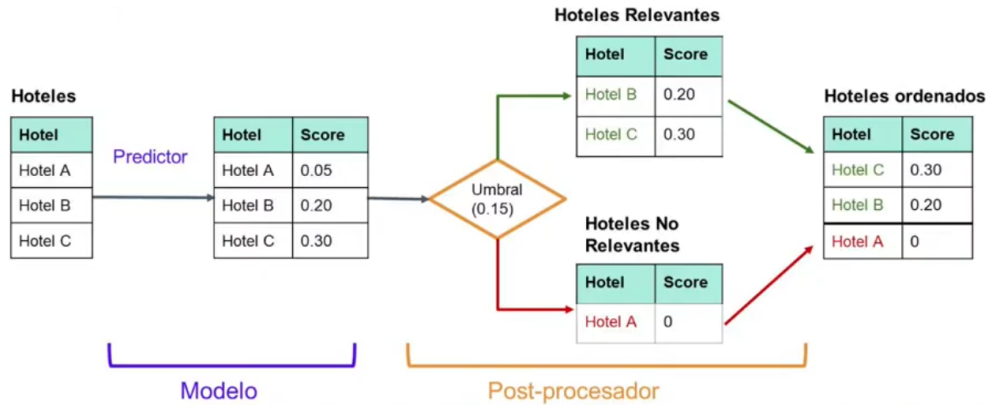 Hoteles
Hotel
Hotel A
Hotel B
Hotel C
Predictor
Hotel Score
Hotel A 0.05
Hotel B 0.20
Hotel C 0.30
Modelo
Umbral
(0.15)
Hoteles Relevantes
Hotel Score
Hotel B 0.20
Hotel C 0.30
Hoteles No
Relevantes
Hotel Score
Hotel A 0
Post-procesador
Hoteles ordenados
Hotel Score
Hotel C 0.30
Hotel B 0.20
Hotel A 0